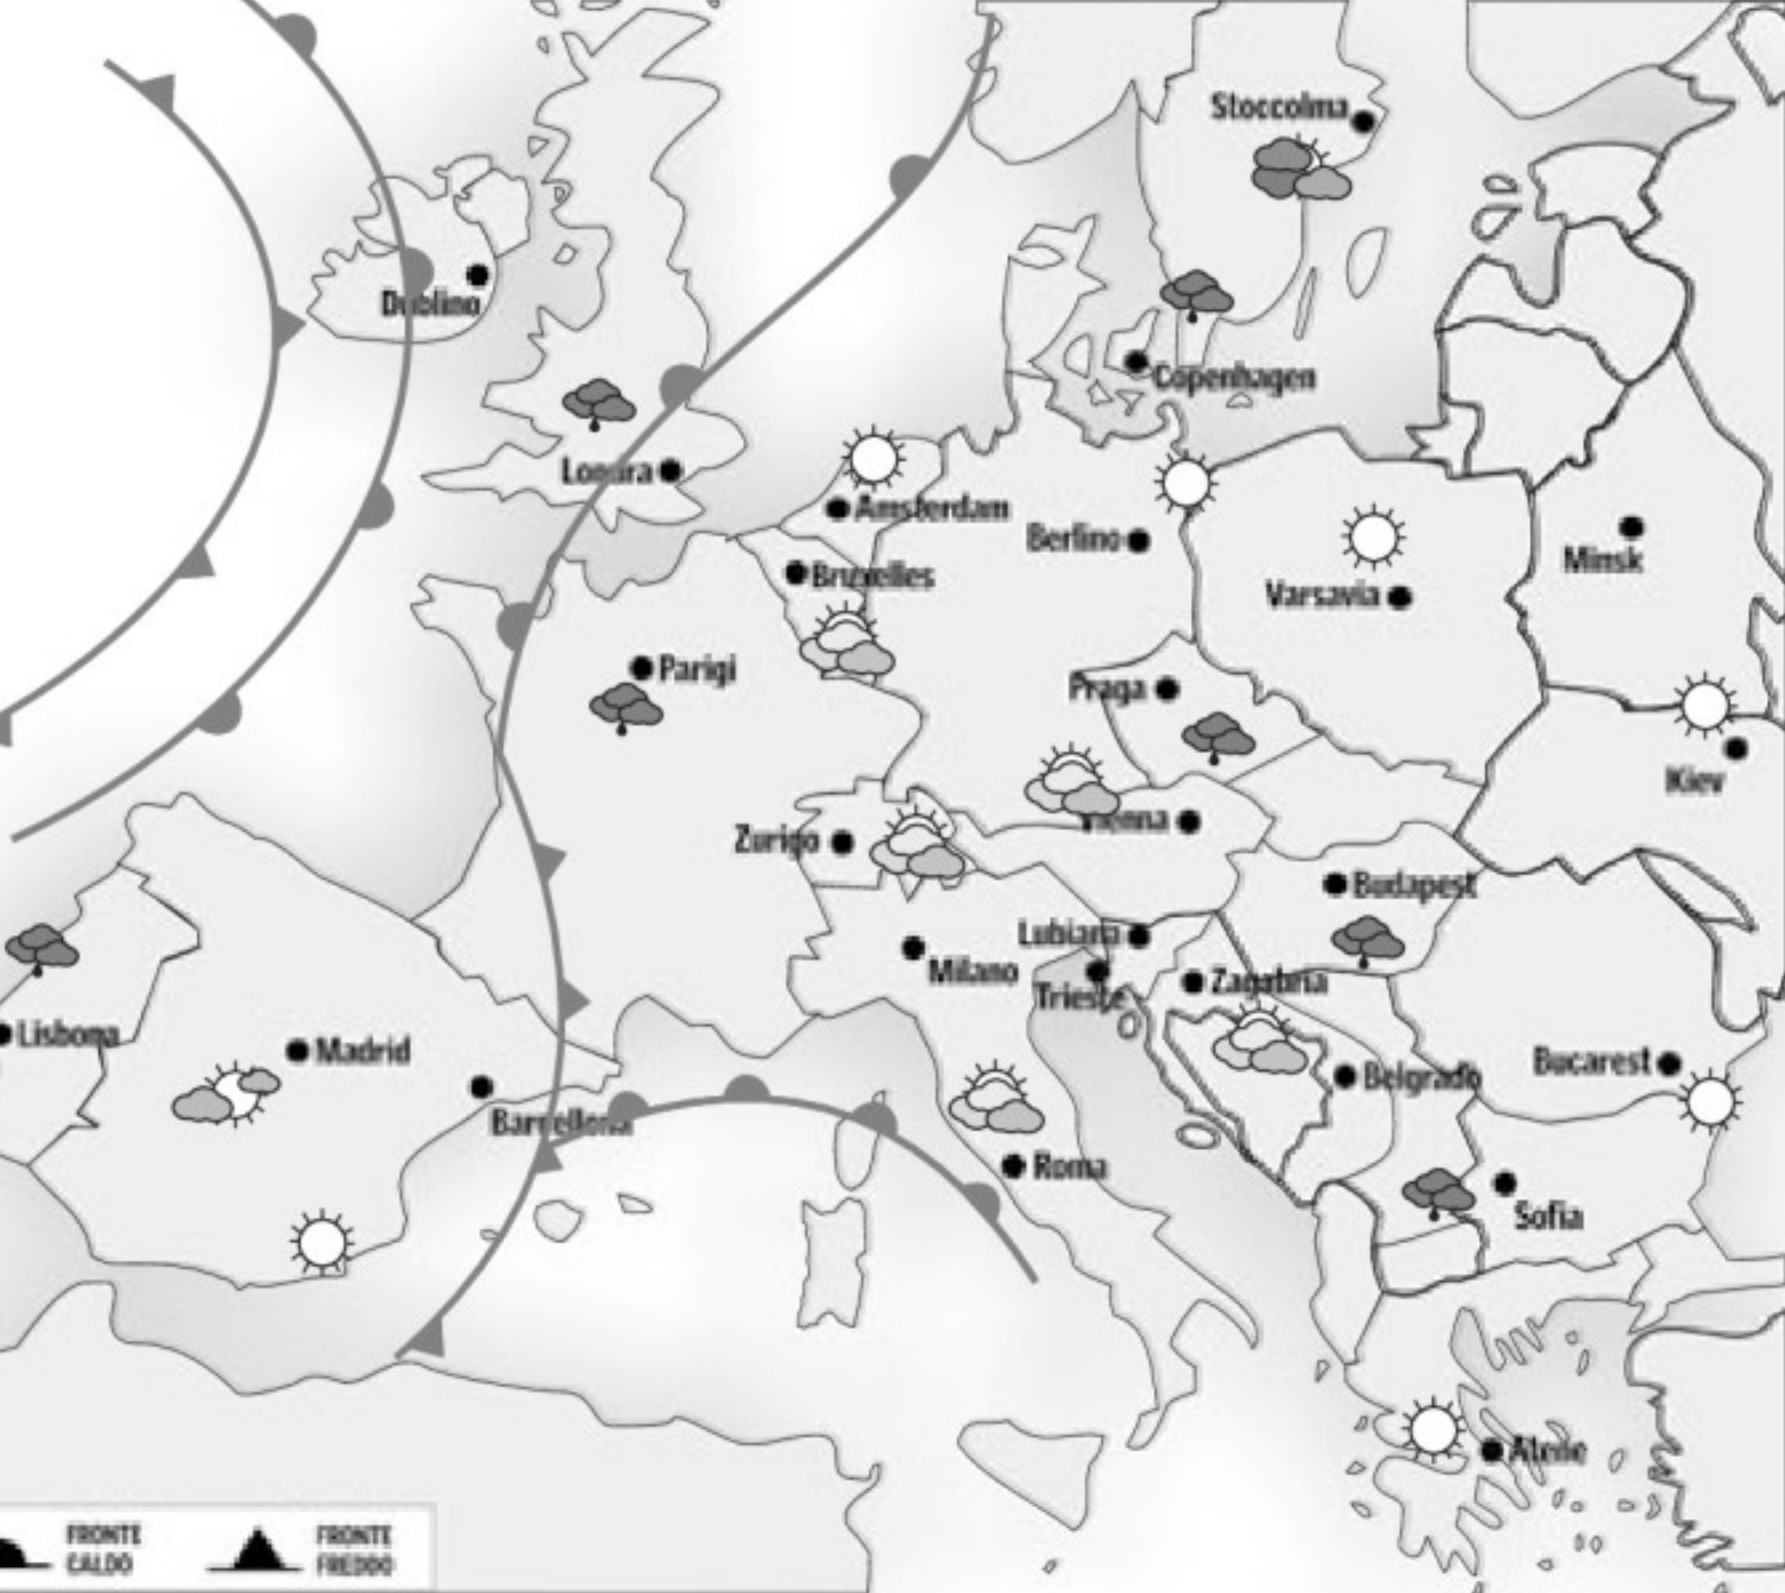 Stoccolma
Dublino
Copenhagen
Londra
Amsterdam
Berlino
Minsk
Bruxelles
Varsavia
Parigi
Praga
Kiev
Vienna
Zurigo
Budapest
Lubiana
Milano
Zagabria
Trieste
Lisbona
Madrid
Bucarest
Belgrado
Barcellona
Roma
Sofia
Atene
FRONTE
CALDO
FRONTE
FREDDO